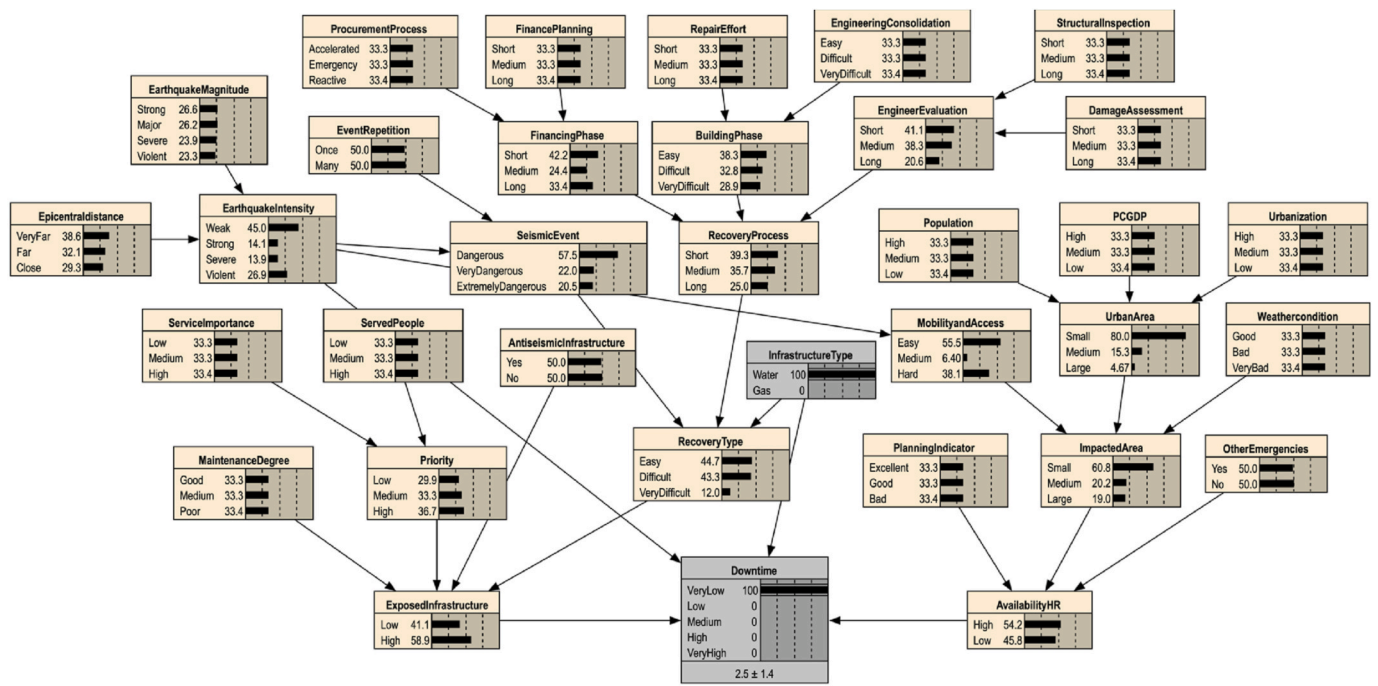 ProcurementProcess
Accelerated 33.3
Emergency 33.3
Reactive 33.4
FinancePlanning
Short 33.3
Medium 33.3
Long 33.4
RepairEffort
Short 33.3
Medium 33.3
Long 33.4
EngineeringConsolidation
Easy 33.3
Difficult 33.3
VeryDifficult 33.4
StructuralInspection
Short 33.3
Medium 33.3
Long 33.4
EarthquakeMagnitude
Strong 26.6
Major 26.2
Severe 23.9
Violent 23.3
EventRepetition
Once 50.0
Many 50.0
FinancingPhase
Short 42.2
Medium 24.4
Long 33.4
BuildingPhase
Easy 38.3
Difficult 32.8
VeryDifficult 28.9
EngineerEvaluation
Short 41.1
Medium 38.3
Long 20.6
DamageAssessment
Short 33.3
Medium 33.3
Long 33.4
Epicentraldistance
VeryFar 38.6
Far 32.1
Close 29.3
EarthquakeIntensity
Weak 45.0
Strong 14.1
Severe 13.9
Violent 26.9
SeismicEvent
Dangerous 57.5
VeryDangerous 22.0
ExtremelyDangerous 20.5
RecoveryProcess
Short 39.3
Medium 35.7
Long 25.0
Population
High 33.3
Medium 33.3
Low 33.4
PCGDP
High 33.3
Medium 33.3
Low 33.4
Urbanization
High 33.3
Medium 33.3
Low 33.4
ServiceImportance
Low 33.3
Medium 33.3
High 33.4
ServedPeople
Low 33.3
Medium 33.3
High 33.4
AntiseismicInfrastructure
Yes 50.0
No 50.0
InfrastructureType
Water 100
Gas 0
MobilityandAccess
Easy 55.5
Medium 6.40
Hard 38.1
UrbanArea
Small 80.0
Medium 15.3
Large 4.67
Weathercondition
Good 33.3
Bad 33.3
VeryBad 33.4
MaintenanceDegree
Good 33.3
Medium 33.3
Poor 33.4
Priority
Low 29.9
Medium 33.3
High 36.7
RecoveryType
Easy 44.7
Difficult 43.3
VeryDifficult 12.0
PlanningIndicator
Excellent 33.3
Good 33.3
Bad 33.4
ImpactedArea
Small 60.8
Medium 20.2
Large 19.0
OtherEmergencies
Yes 50.0
No 50.0
ExposedInfrastructure
Low 41.1
High 58.9
Downtime
VeryLow 100
Low 0
Medium 0
High 0
VeryHigh 0
2.5 ± 1.4
AvailabilityHR
High 54.2
Low 45.8